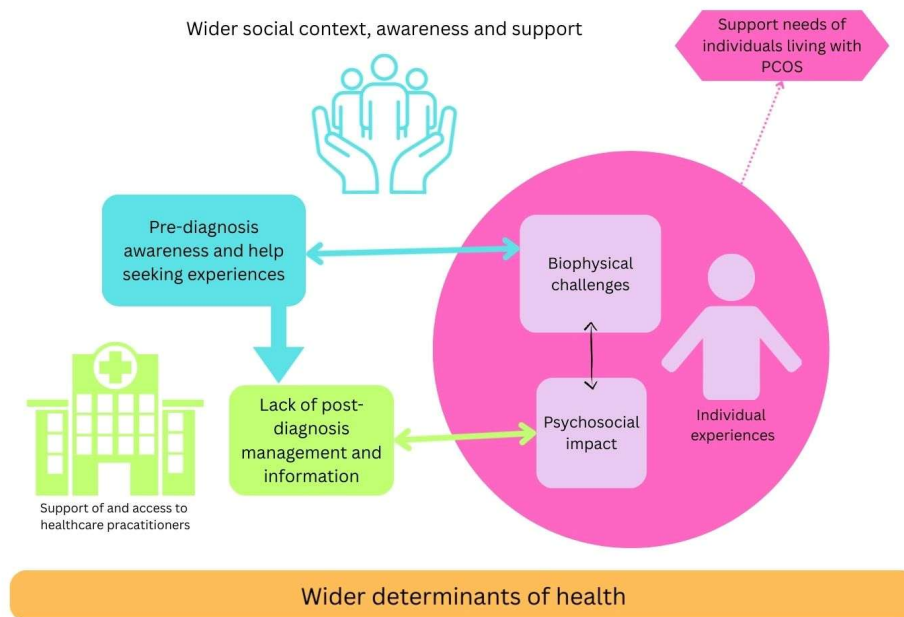 Wider social context, awareness and support
Support needs of
individuals living with
PCOS
Pre-diagnosis
awareness and help
seeking experiences
Biophysical
challenges
Lack of post-
diagnosis
management and
information
Psychosocial
impact
Individual
experiences
Support of and access to
healthcare pracatitioners
Wider determinants of health